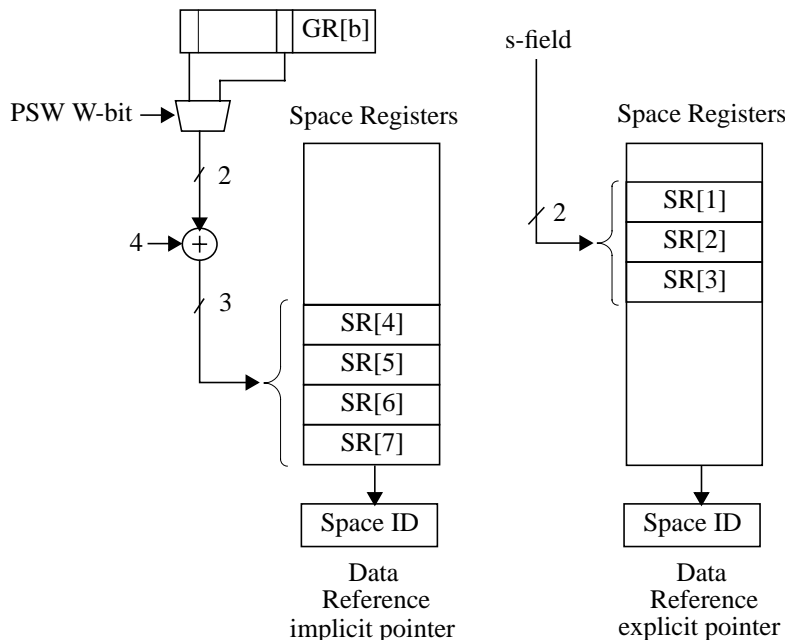 GR[b]
s-field
PSW W-bit
Space Registers
Space Registers
2
4
+
3
SR[4]
SR[5]
SR[6]
SR[7]
Space ID
Data
Reference
implicit pointer
2
SR[1]
SR[2]
SR[3]
Space ID
Data
Reference
explicit pointer